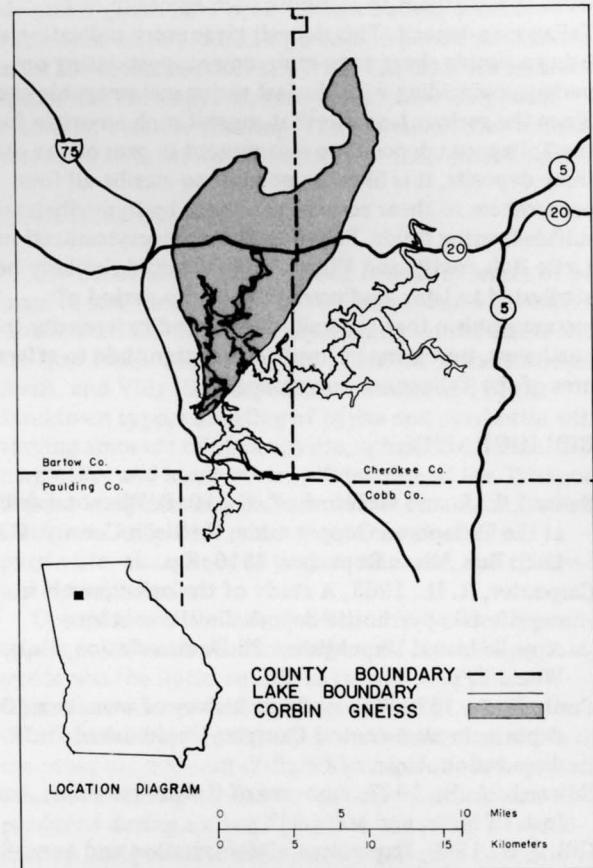 75
5
20
20
5
Bartow Co.
Cherokee Co.
Paulding Co.
Cobb Co.
COUNTY BOUNDARY
LAKE BOUNDARY
CORBIN GNEISS
LOCATION DIAGRAM
0 5 10 Miles
0 5 10 15 Kilometers